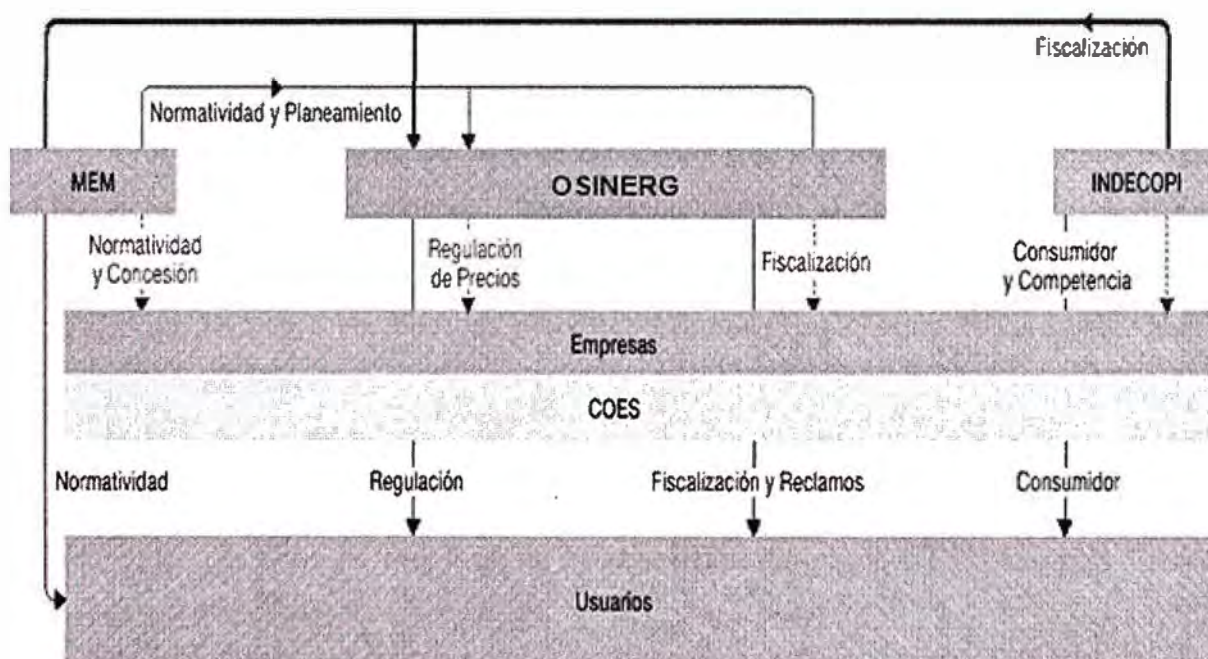 Fiscalización
Normatividad y Planeamiento
MEM
OSINERG
INDECOPI
Normatividad
y Concesión
Regulación
de Precios
Fiscalización
Consumidor
y Competencia
Empresas
COES
Normatividad
Regulación
Fiscalización y Reclamos
Consumidor
Usuarios